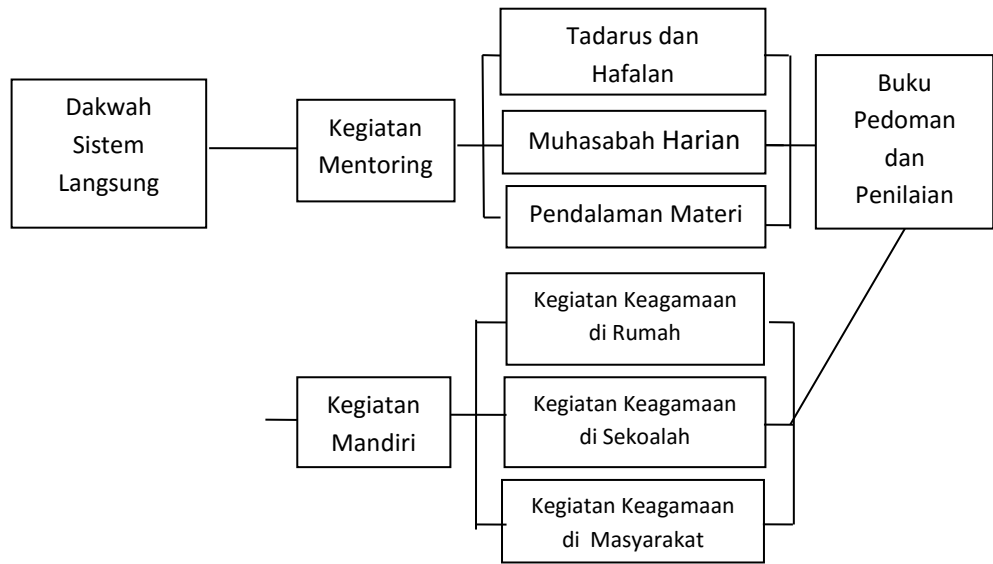 Dakwah
Sistem
Langsung
Kegiatan
Mentoring
Tadarus dan
Hafalan
Muhasabah Harian
Pendalaman Materi
Buku
Pedoman
dan
Penilaian
Kegiatan
Mandiri
Kegiatan Keagamaan
di Rumah
Kegiatan Keagamaan
di Sekoalah
Kegiatan Keagamaan
di Masyarakat